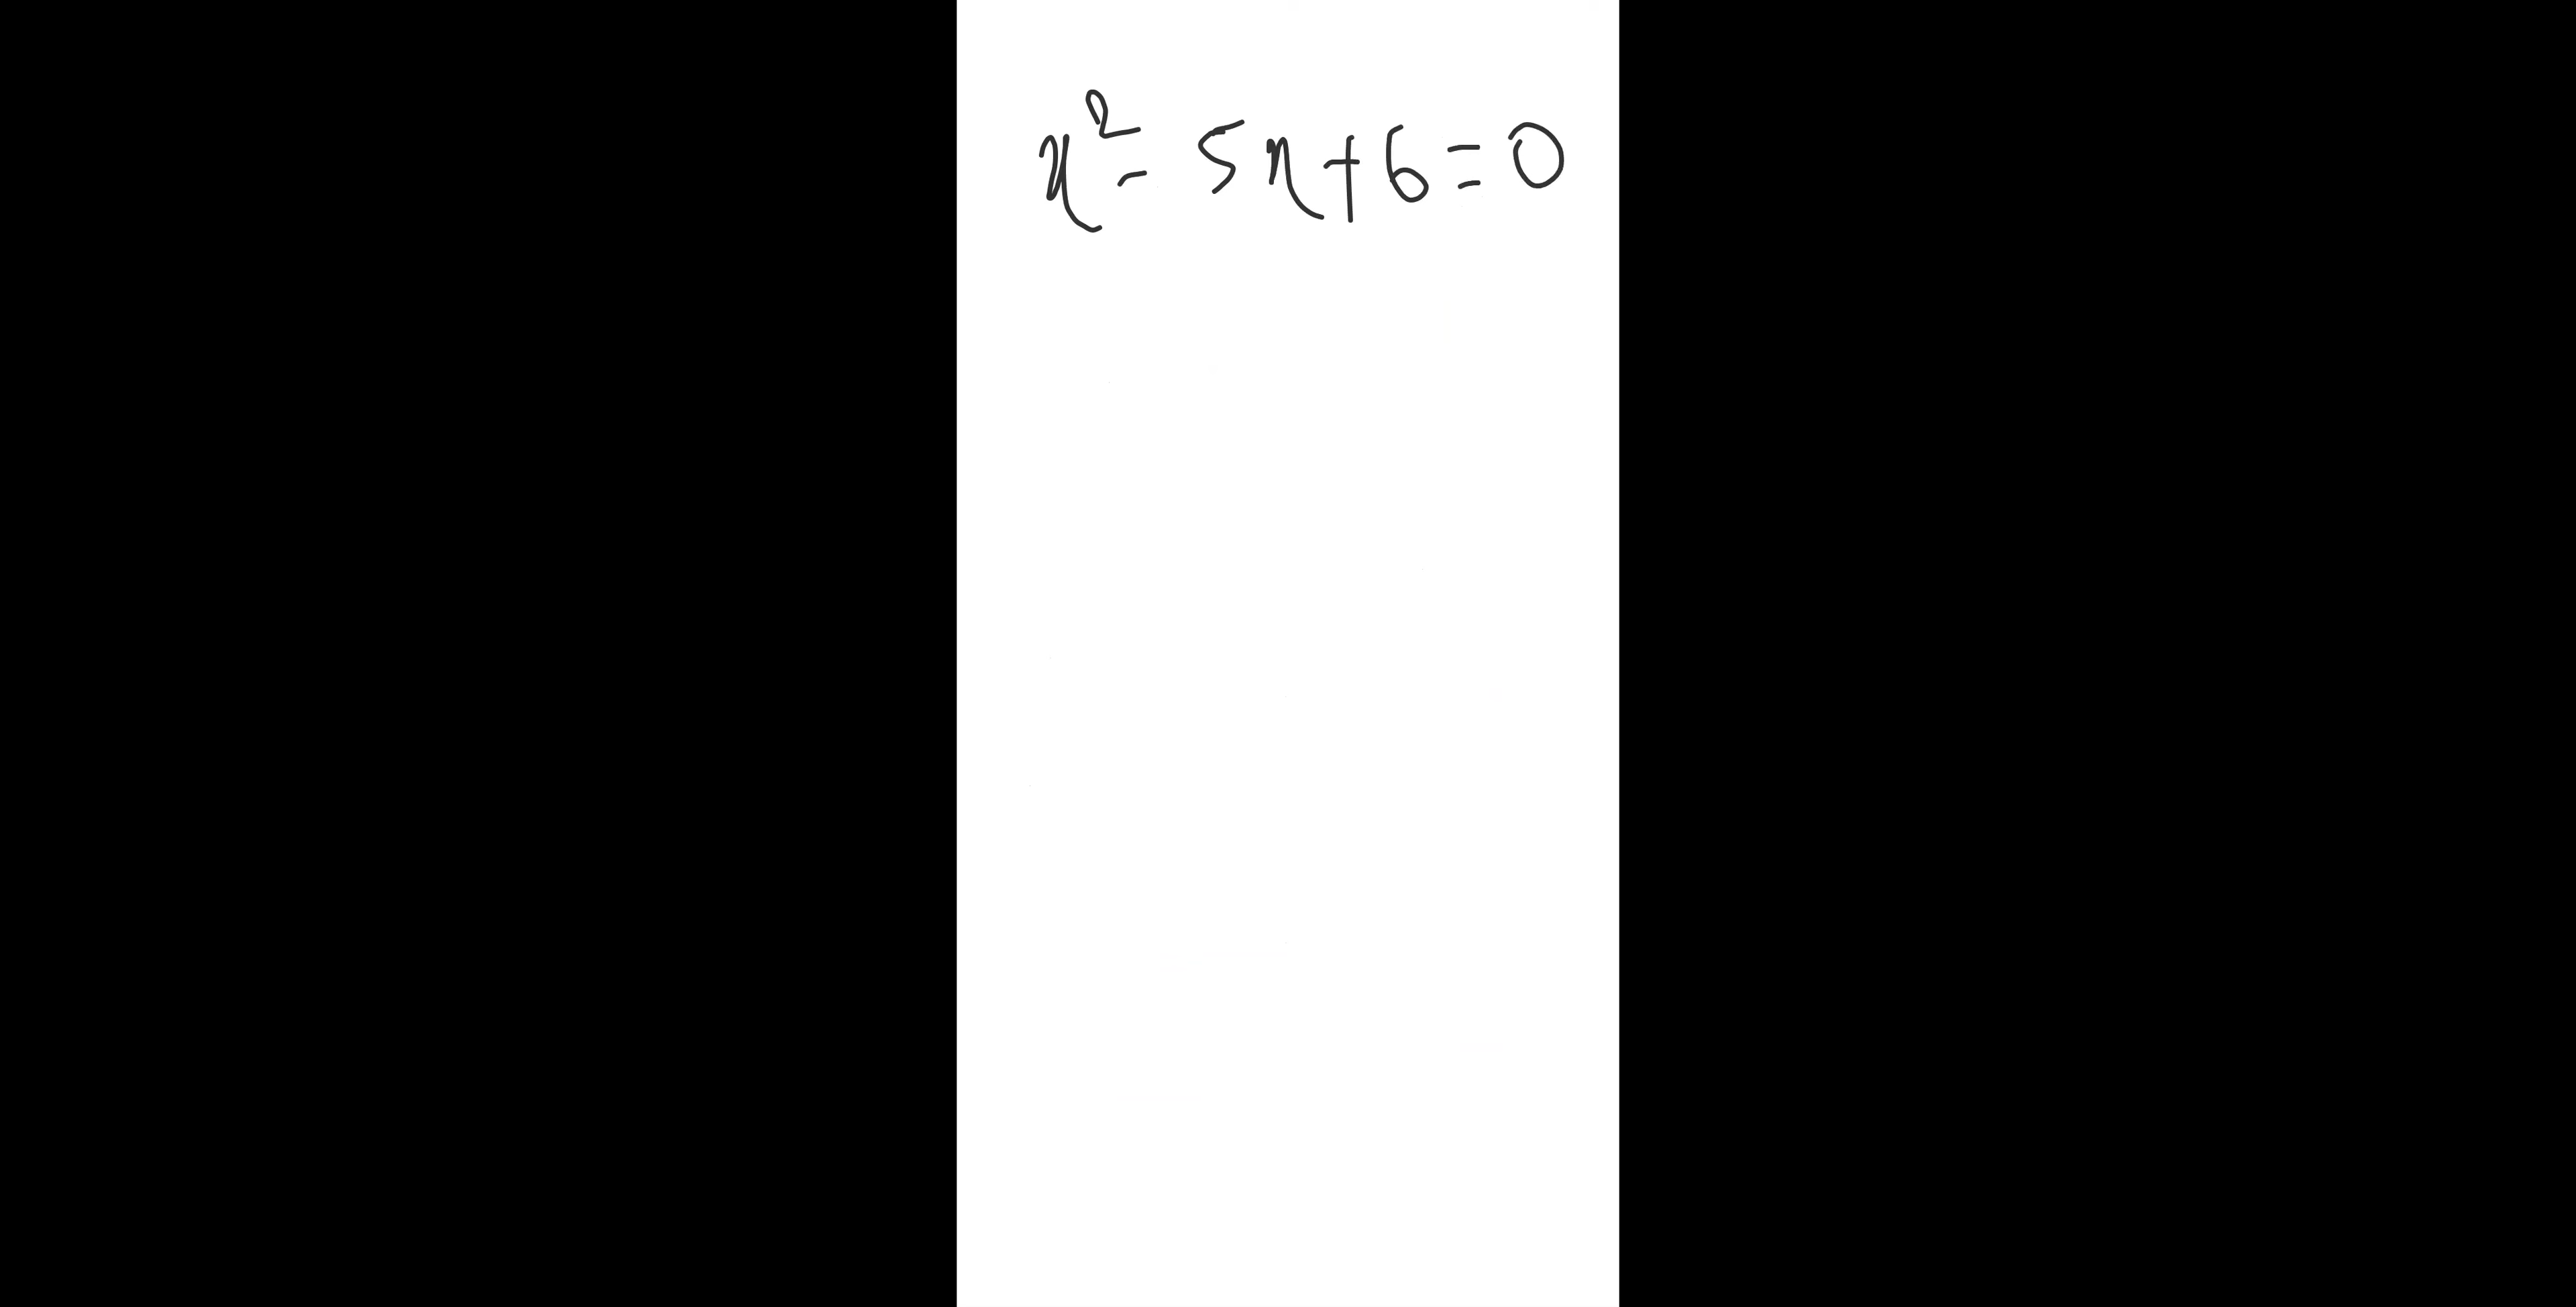 x² - 5x + 6 = 0